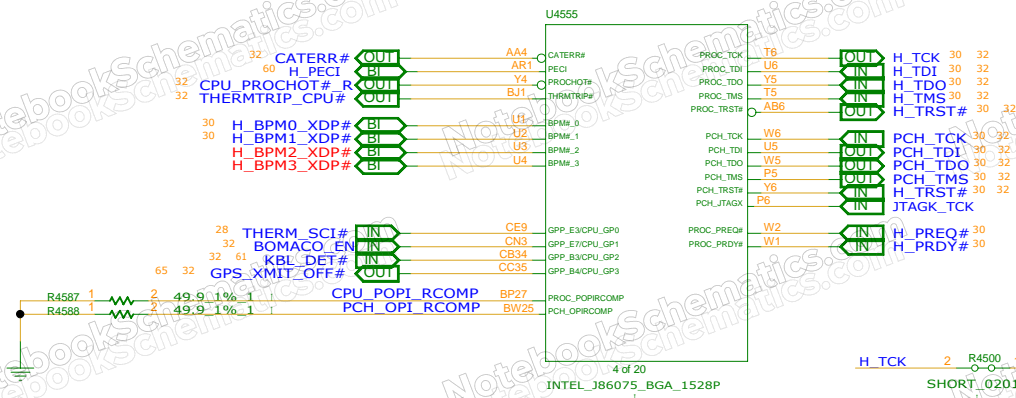 U4555
32 CATERR# OUT AA4 CATERR# PROC_TCK T6 OUT H_TCK 30 32
60 H_PECI BI AR1 PECI PROC_TDI U6 IN H_TDI 30 32
32 CPU_PROCHOT#_R OUT Y4 PROCHOT# PROC_TDO Y5 IN H_TDO 30 32
32 THERMTRIP_CPU# OUT BJ1 THRMTRIP# PROC_TMS T5 IN H_TMS 30 32
PROC_TRST# AB6 OUT H_TRST# 30 32
30 H_BPM0_XDP# BI U1 BPM#_0
30 H_BPM1_XDP# BI U2 BPM#_1 PCH_TCK W6 IN PCH_TCK 30 32
H_BPM2_XDP# BI U3 BPM#_2 PCH_TDI U5 OUT PCH_TDI 30 32
H_BPM3_XDP# BI U4 BPM#_3 PCH_TDO W5 OUT PCH_TDO 30 32
PCH_TMS P5 OUT PCH_TMS 30 32
PCH_TRST# Y6 IN H_TRST# 30 32
PCH_JTAGX P6 IN JTAGK_TCK
28 THERM_SCI# IN CE9 GPP_E3/CPU_GP0 PROC_PREQ# W2 IN H_PREQ# 30
32 BOMACO_EN IN CN3 GPP_E7/CPU_GP1 PROC_PRDY# W1 IN H_PRDY# 30
32 61 KBL_DET# IN CB34 GPP_B3/CPU_GP2
65 32 GPS_XMIT_OFF# OUT CC35 GPP_B4/CPU_GP3
R4587 1 2 49.9_1%_1 CPU_POPI_RCOMP BP27 PROC_POPIRCOMP
R4588 1 2 49.9_1%_1 PCH_OPI_RCOMP BW25 PCH_OPIRCOMP
4 of 20
INTEL_J86075_BGA_1528P
H_TCK 2 R4500
SHORT_0201
NotebookSchematics.com